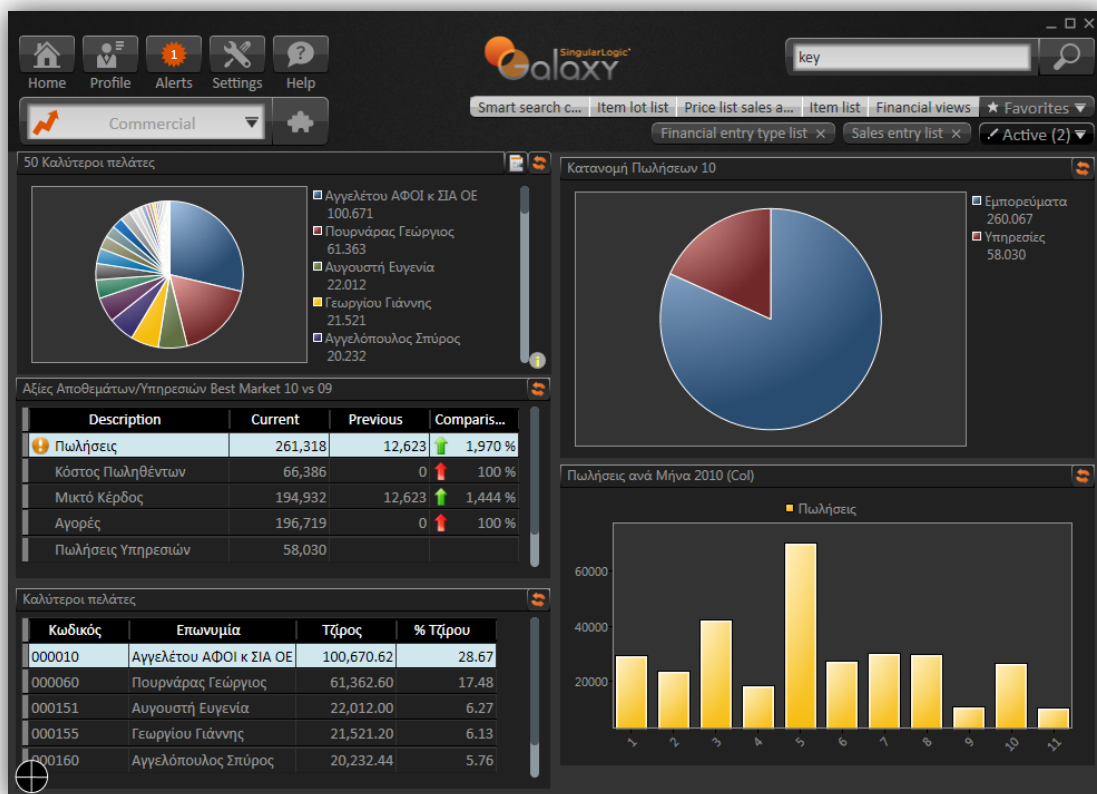 SingularLogic
Galaxy
key
1
Home Profile Alerts Settings Help
Smart search c... Item lot list Price list sales a... Item list Financial views ★ Favorites
Commercial
Financial entry type list × Sales entry list × Active (2)
50 Καλύτεροι πελάτες
Αγγελέτου ΑΦΟΙ κ ΣΙΑ ΟΕ
100.671
Πουρνάρας Γεώργιος
61.363
Αυγουστή Ευγενία
22.012
Γεωργίου Γιάννης
21.521
Αγγελόπουλος Σπύρος
20.232
Κατανομή Πωλήσεων 10
Εμπορεύματα
260.067
Υπηρεσίες
58.030
Αξίες Αποθεμάτων/Υπηρεσιών Best Market 10 vs 09
Description Current Previous Comparis...
Πωλήσεις 261,318 12,623 1,970 %
Κόστος Πωληθέντων 66,386 0 100 %
Μικτό Κέρδος 194,932 12,623 1,444 %
Αγορές 196,719 0 100 %
Πωλήσεις Υπηρεσιών 58,030
Πωλήσεις ανά Μήνα 2010 (Col)
Πωλήσεις
60000
40000
20000
1 2 3 4 5 6 7 8 9 10 11
Καλύτεροι πελάτες
Κωδικός Επωνυμία Τζίρος % Τζίρου
000010 Αγγελέτου ΑΦΟΙ κ ΣΙΑ ΟΕ 100,670.62 28.67
000060 Πουρνάρας Γεώργιος 61,362.60 17.48
000151 Αυγουστή Ευγενία 22,012.00 6.27
000155 Γεωργίου Γιάννης 21,521.20 6.13
000160 Αγγελόπουλος Σπύρος 20,232.44 5.76